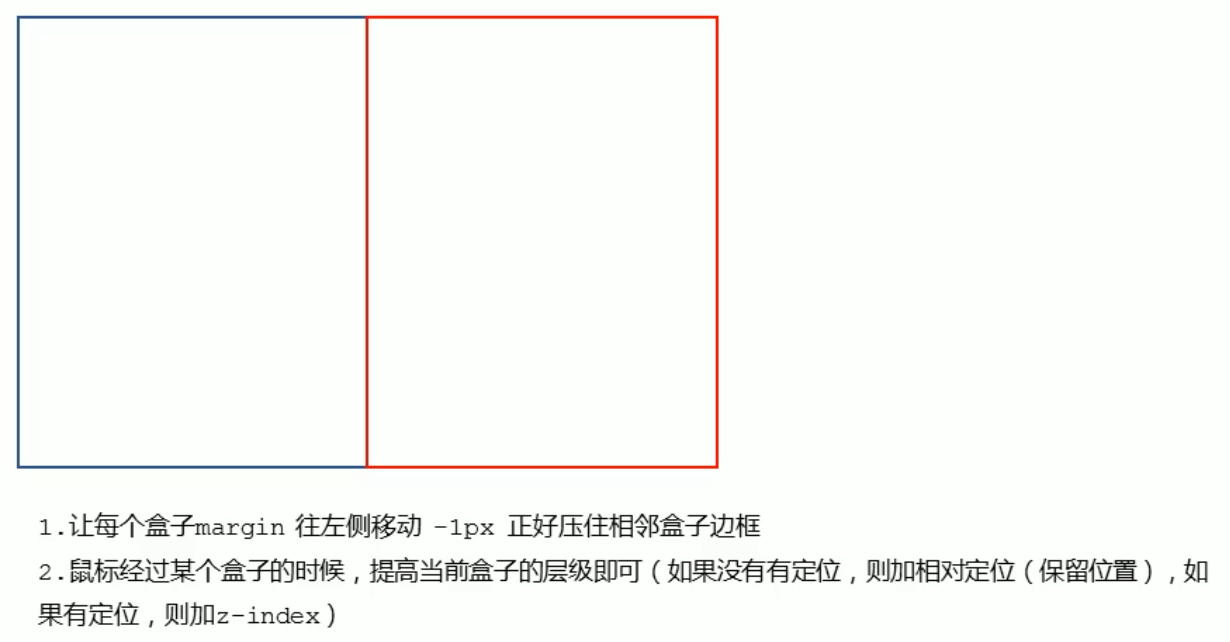 1.让每个盒子margin 往左侧移动 -1px 正好压住相邻盒子边框
2.鼠标经过某个盒子的时候，提高当前盒子的层级即可（如果没有有定位，则加相对定位（保留位置），如
果有定位，则加z-index）